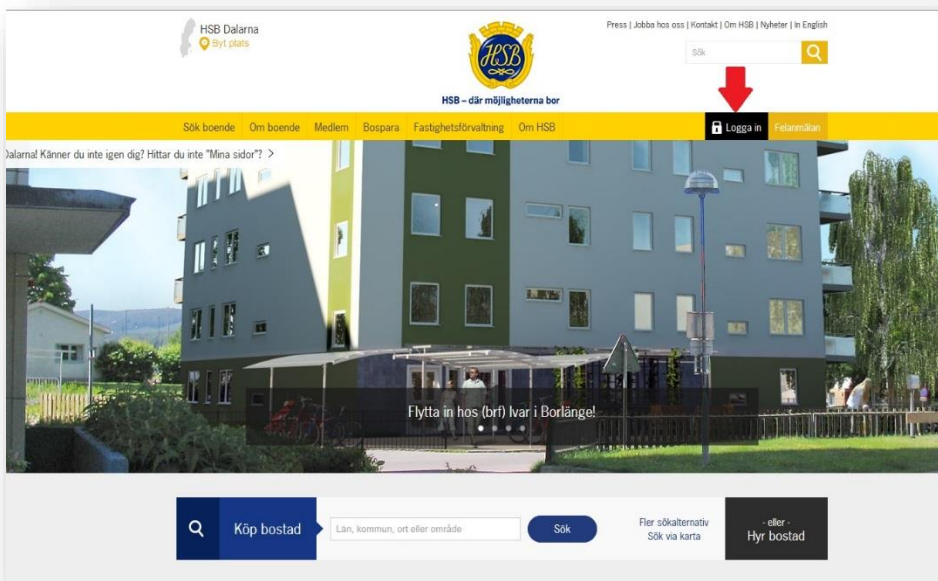 HSB Dalarna
Byt plats
Press | Jobba hos oss | Kontakt | Om HSB | Nyheter | In English
Sök
HSB
HSB – där möjligheterna bor
Sök boende Om boende Medlem Bospara Fastighetsförvaltning Om HSB Logga in Felanmälan
Dalarna! Känner du inte igen dig? Hittar du inte "Mina sidor"? >
Flytta in hos (brf) Ivar i Borlänge!
Köp bostad
Län, kommun, ort eller område
Sök
Fler sökalternativ
Sök via karta
- eller -
Hyr bostad